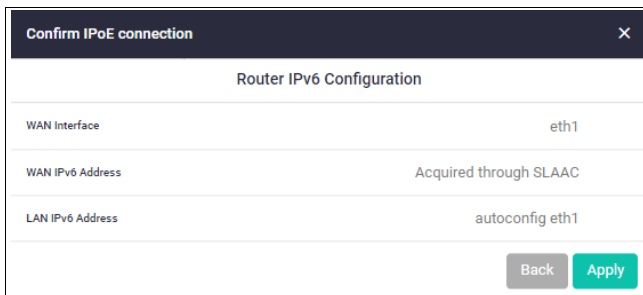 Confirm IPoE connection ×
Router IPv6 Configuration
WAN Interface eth1
WAN IPv6 Address Acquired through SLAAC
LAN IPv6 Address autoconfig eth1
Back Apply